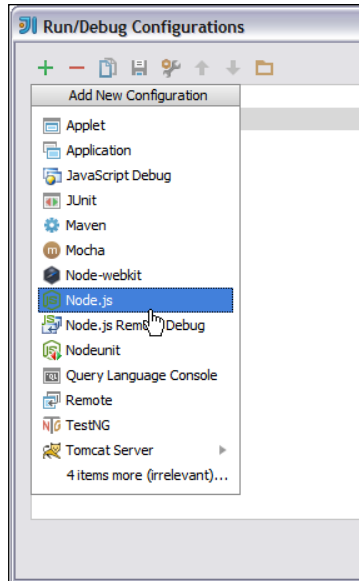 Run/Debug Configurations
Add New Configuration
Applet
Application
JavaScript Debug
JUnit
Maven
m
Mocha
Node-webkit
Node.js
Node.js Remote Debug
Nodeunit
Query Language Console
Remote
TestNG
Tomcat Server
4 items more (irrelevant)...